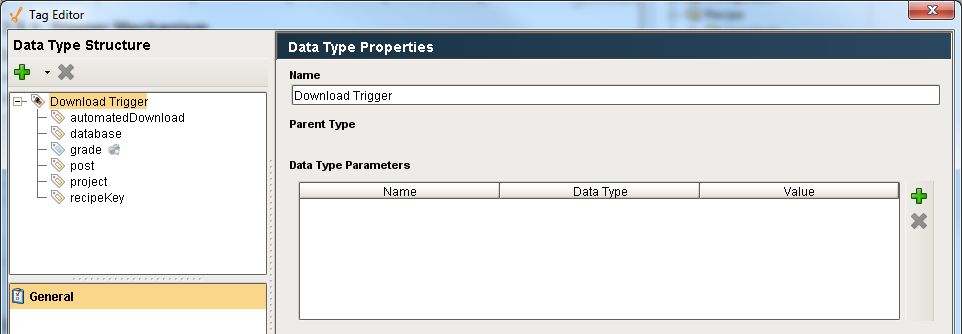 Tag Editor
Data Type Structure
Download Trigger
automatedDownload
database
grade
post
project
recipeKey
General
Data Type Properties
Name
Download Trigger
Parent Type
Data Type Parameters
Name Data Type Value